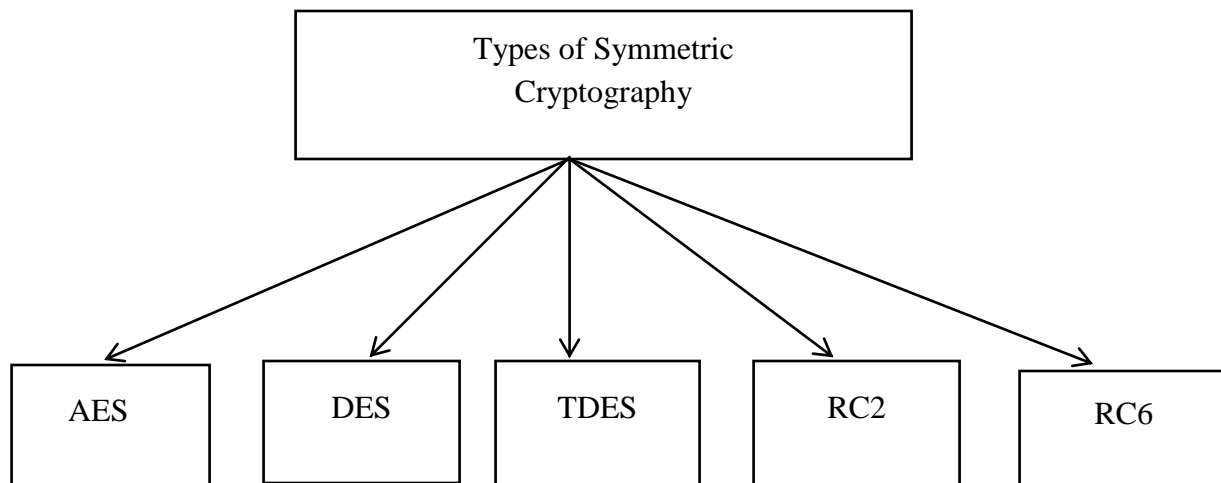 Types of Symmetric
Cryptography
AES
DES
TDES
RC2
RC6